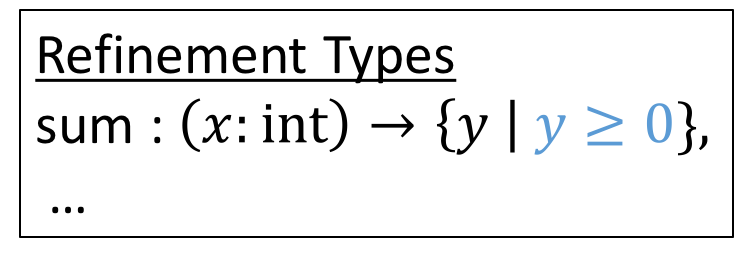 Refinement Types
sum : (x: int) → {y | y ≥ 0},
...